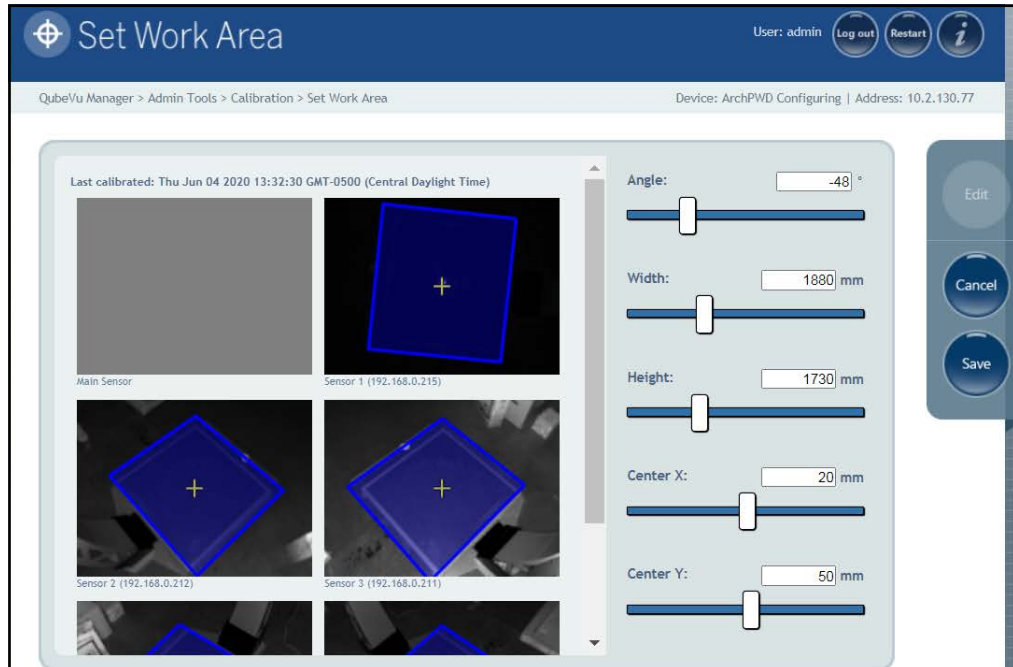 Set Work Area
User: admin
Log out
Restart
i
QubeVu Manager > Admin Tools > Calibration > Set Work Area
Device: ArchPWD Configuring | Address: 10.2.130.77
Last calibrated: Thu Jun 04 2020 13:32:30 GMT-0500 (Central Daylight Time)
Main Sensor
Sensor 1 (192.168.0.215)
Sensor 2 (192.168.0.212)
Sensor 3 (192.168.0.211)
Angle: -48 °
Width: 1880 mm
Height: 1730 mm
Center X: 20 mm
Center Y: 50 mm
Edit
Cancel
Save